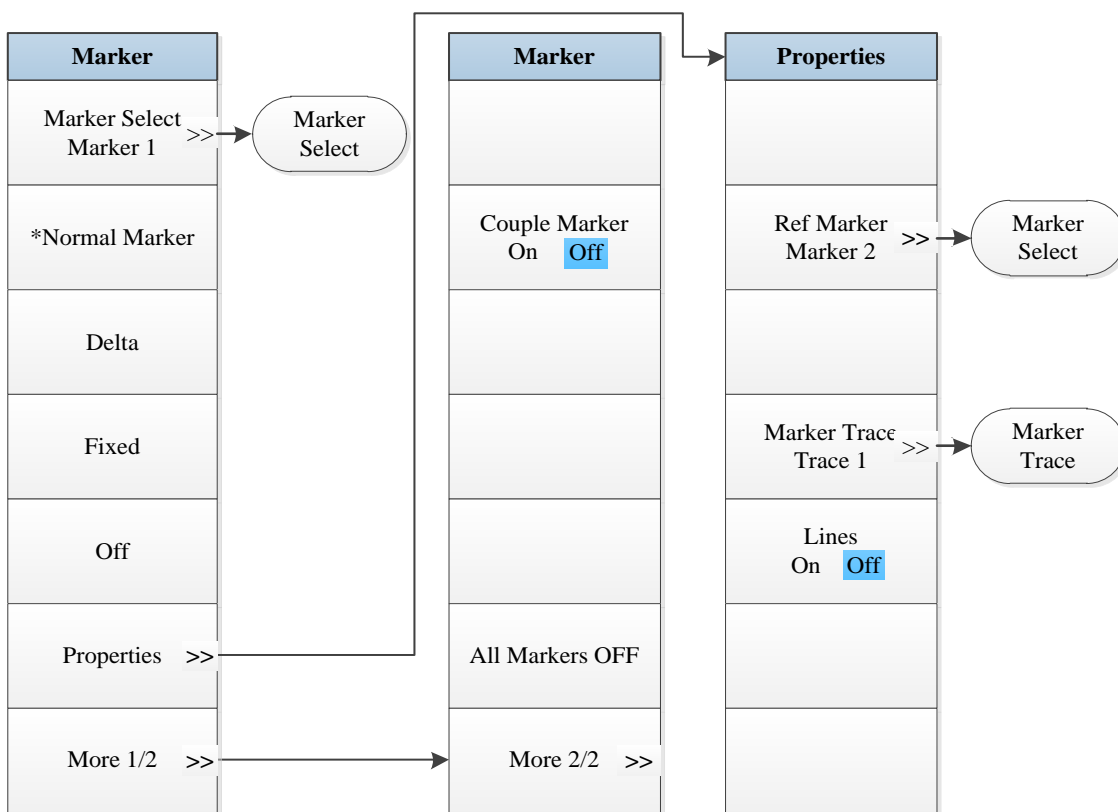 Marker
Marker Select
Marker 1
>>
Marker
Select
*Normal Marker
Delta
Fixed
Off
Properties >>
More 1/2 >>
Marker
Couple Marker
On Off
All Markers OFF
More 2/2 >>
Properties
Ref Marker
Marker 2
>>
Marker
Select
Marker Trace
Trace 1
>>
Marker
Trace
Lines
On Off